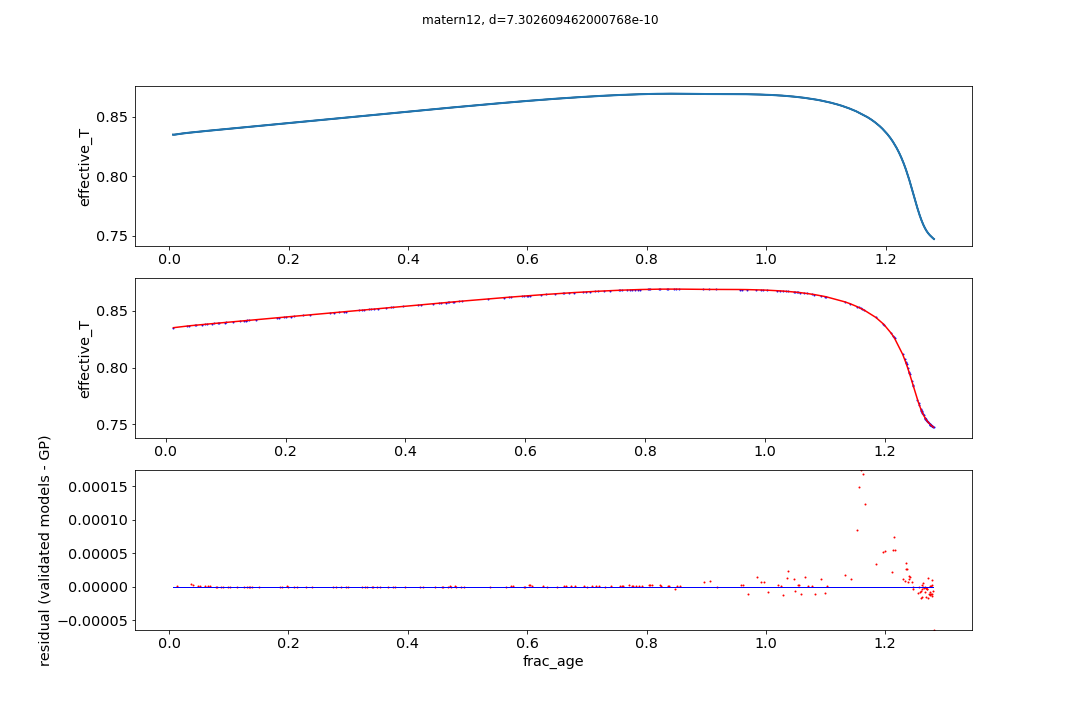 matern12, d=7.302609462000768e-10
effective_T
0.85
0.80
0.75
0.0 0.2 0.4 0.6 0.8 1.0 1.2
effective_T
0.85
0.80
0.75
0.0 0.2 0.4 0.6 0.8 1.0 1.2
residual (validated models - GP)
0.00015
0.00010
0.00005
0.00000
−0.00005
0.0 0.2 0.4 0.6 0.8 1.0 1.2
frac_age